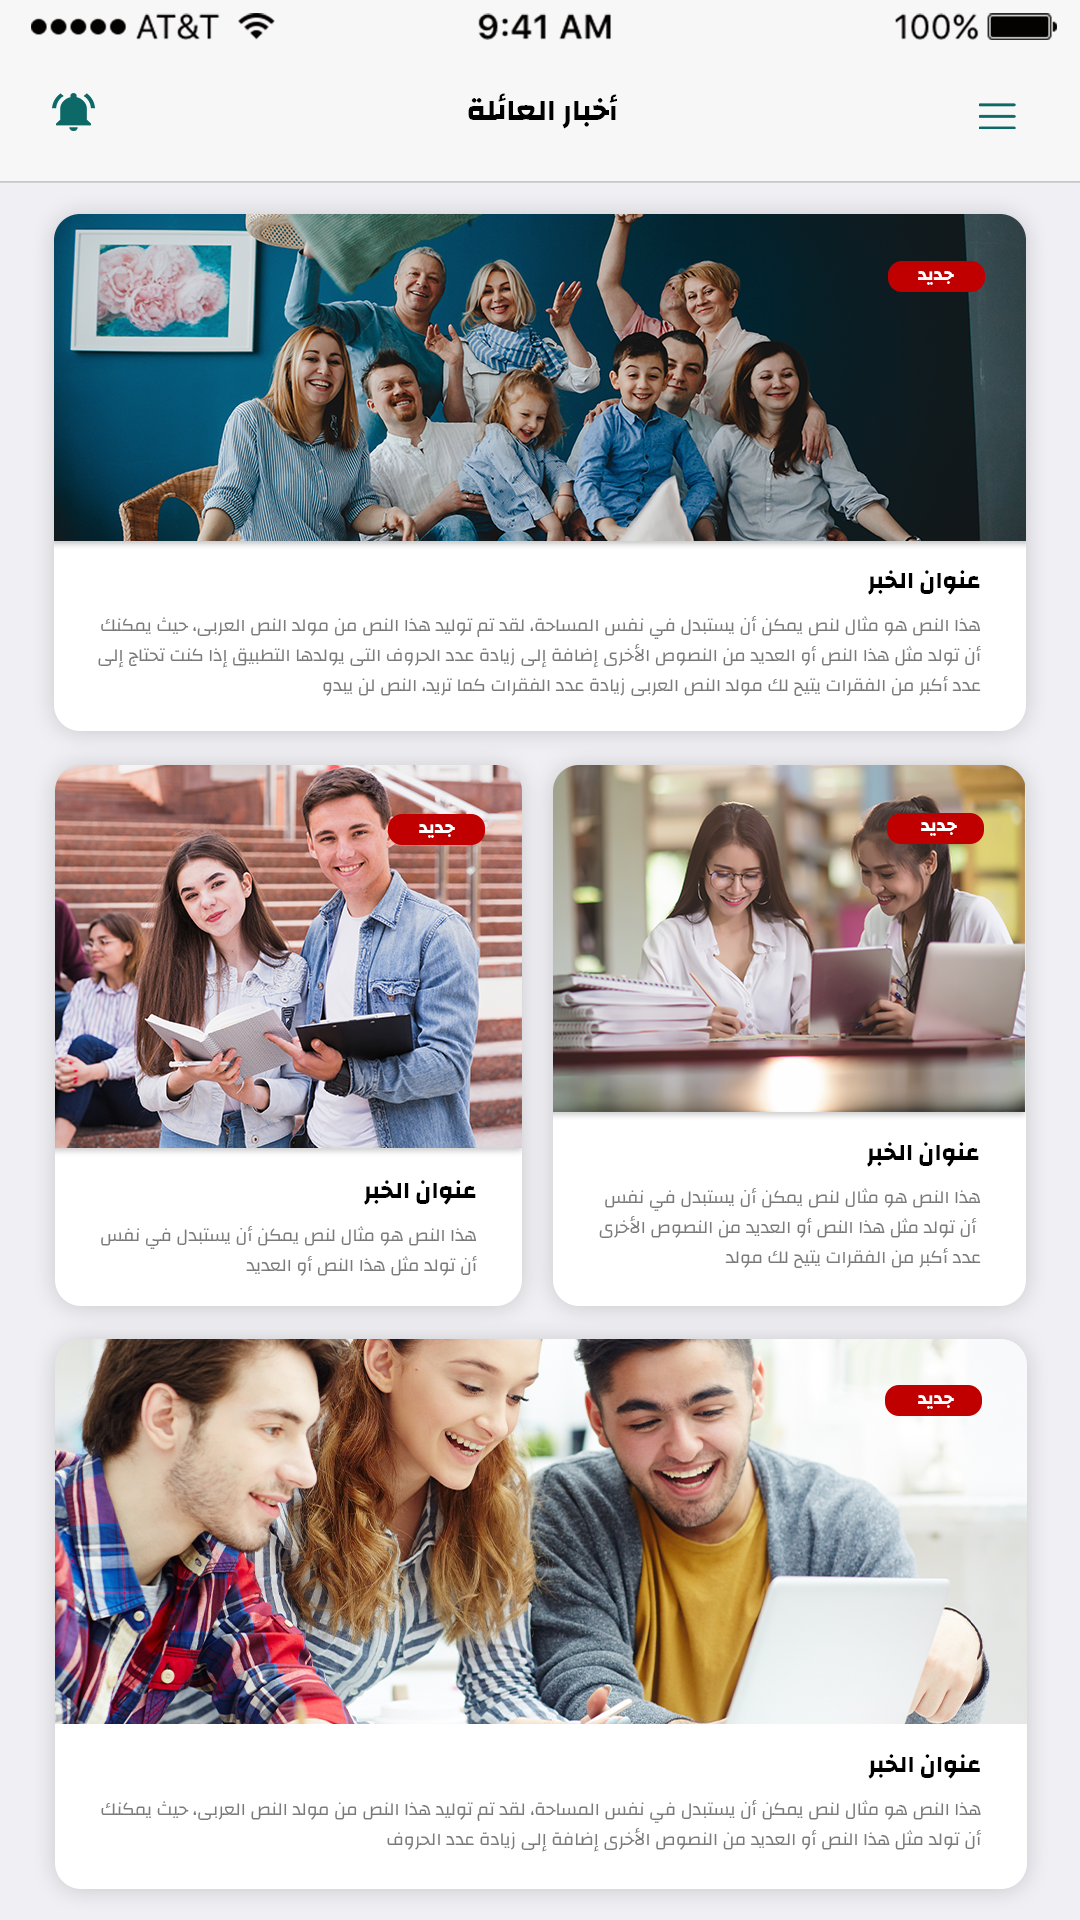 AT&T 9:41 AM 100%
أخبار العائلة
جديد
عنوان الخبر
هذا النص هو مثال لنص يمكن أن يستبدل في نفس المساحة، لقد تم توليد هذا النص من مولد النص العربى، حيث يمكنك
أن تولد مثل هذا النص أو العديد من النصوص الأخرى إضافة إلى زيادة عدد الحروف التى يولدها التطبيق إذا كنت تحتاج إلى
عدد أكبر من الفقرات يتيح لك مولد النص العربى زيادة عدد الفقرات كما تريد، النص لن يبدو
جديد
عنوان الخبر
هذا النص هو مثال لنص يمكن أن يستبدل في نفس
أن تولد مثل هذا النص أو العديد من النصوص الأخرى
عدد أكبر من الفقرات يتيح لك مولد
جديد
عنوان الخبر
هذا النص هو مثال لنص يمكن أن يستبدل في نفس
أن تولد مثل هذا النص أو العديد
جديد
عنوان الخبر
هذا النص هو مثال لنص يمكن أن يستبدل في نفس المساحة، لقد تم توليد هذا النص من مولد النص العربى، حيث يمكنك
أن تولد مثل هذا النص أو العديد من النصوص الأخرى إضافة إلى زيادة عدد الحروف